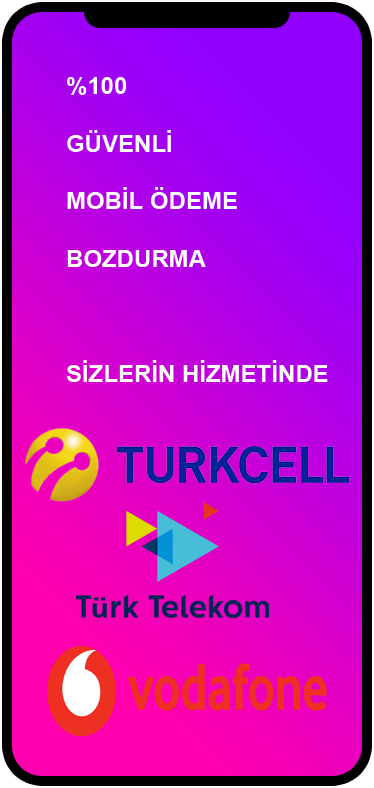 %100
GÜVENLİ
MOBİL ÖDEME
BOZDURMA
SİZLERİN HİZMETİNDE
TURKCELL
Türk Telekom
vodafone